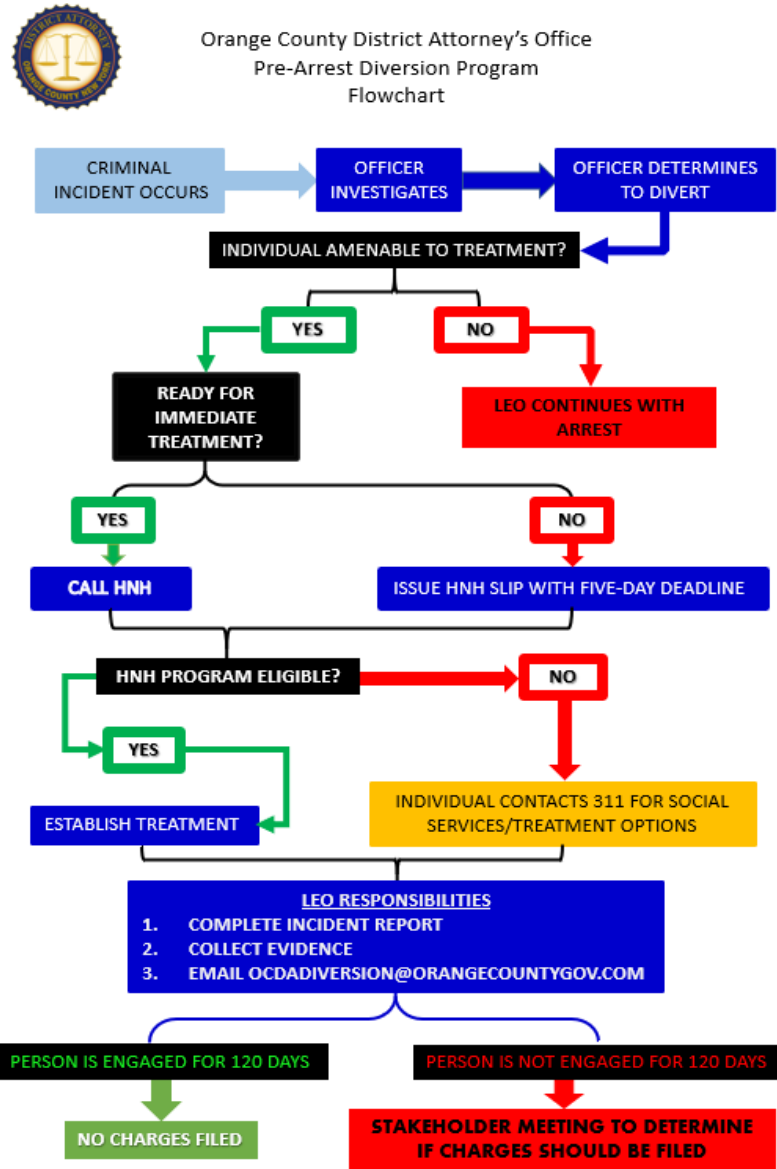 DISTRICT ATTORNEY
ORANGE COUNTY NEW YORK
Orange County District Attorney’s Office
Pre-Arrest Diversion Program
Flowchart
CRIMINAL
INCIDENT OCCURS
OFFICER
INVESTIGATES
OFFICER DETERMINES
TO DIVERT
INDIVIDUAL AMENABLE TO TREATMENT?
YES
NO
READY FOR
IMMEDIATE
TREATMENT?
LEO CONTINUES WITH
ARREST
YES
NO
CALL HNH
ISSUE HNH SLIP WITH FIVE-DAY DEADLINE
HNH PROGRAM ELIGIBLE?
NO
YES
ESTABLISH TREATMENT
INDIVIDUAL CONTACTS 311 FOR SOCIAL
SERVICES/TREATMENT OPTIONS
LEO RESPONSIBILITIES
1. COMPLETE INCIDENT REPORT
2. COLLECT EVIDENCE
3. EMAIL OCDADIVERSION@ORANGECOUNTYGOV.COM
PERSON IS ENGAGED FOR 120 DAYS
PERSON IS NOT ENGAGED FOR 120 DAYS
NO CHARGES FILED
STAKEHOLDER MEETING TO DETERMINE
IF CHARGES SHOULD BE FILED